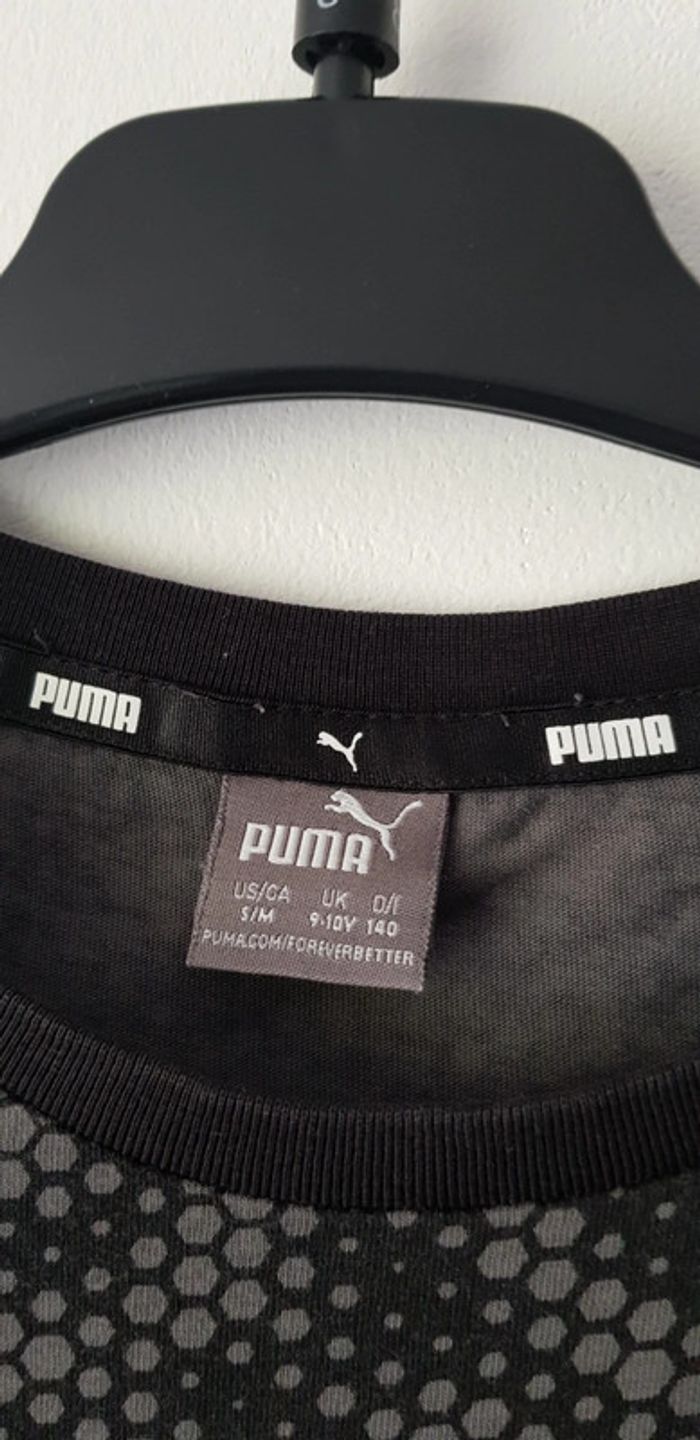 PUMA PUMA
PUMA
US/CA UK D/F
S/M 9-10Y 140
PUMA.COM/FOREVERBETTER